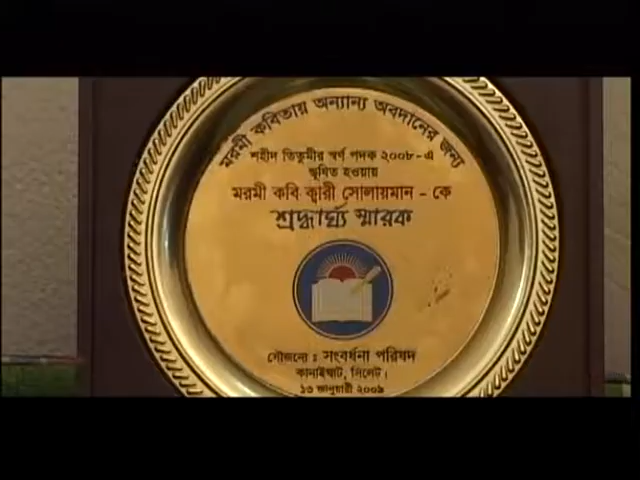 মরমী কবিতায় অন্যান্য অবদানের জন্য
শহীদ তিতুমীর স্বর্ণ পদক ২০০৮-এ
ভূষিত হওয়ায়
মরমী কবি ক্বারী সোলায়মান - কে
শ্রদ্ধার্ঘ্য স্মারক
সৌজন্যে : সংবর্ধনা পরিষদ
কানাইঘাট, সিলেট।
১৩ জানুয়ারী ২০০৯